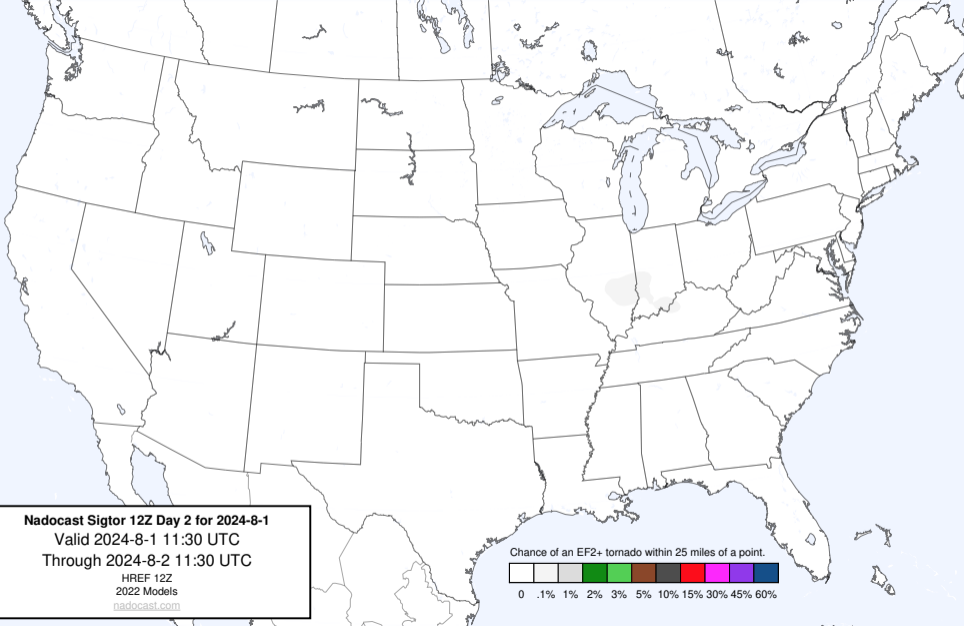 Nadocast Sigtor 12Z Day 2 for 2024-8-1
Valid 2024-8-1 11:30 UTC
Through 2024-8-2 11:30 UTC
HREF 12Z
2022 Models
nadocast.com
Chance of an EF2+ tornado within 25 miles of a point.
0 .1% 1% 2% 3% 5% 10% 15% 30% 45% 60%